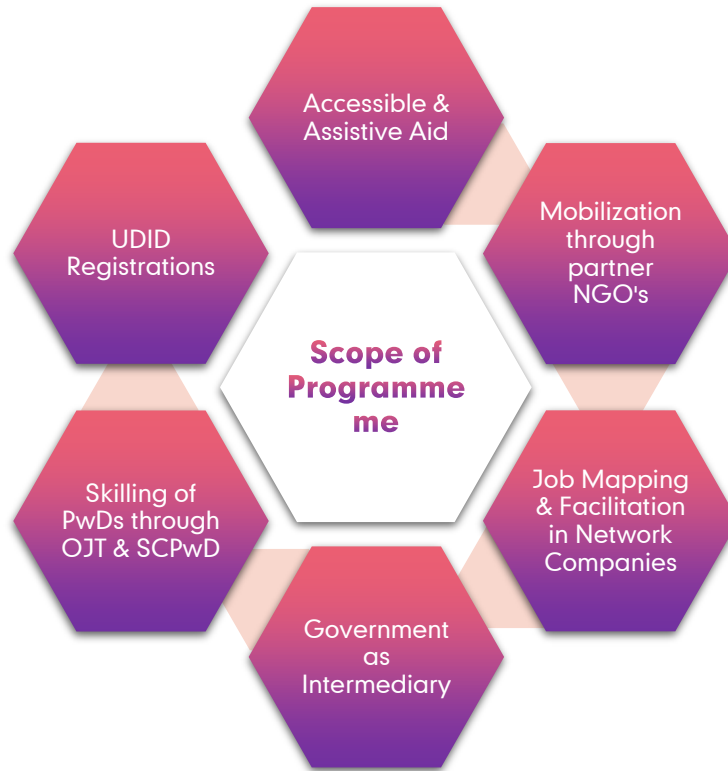 Accessible &
Assistive Aid
Mobilization
through
partner
NGO's
Job Mapping
& Facilitation
in Network
Companies
Government
as
Intermediary
Skilling of
PwDs through
OJT & SCPwD
UDID
Registrations
Scope of
Programme
me